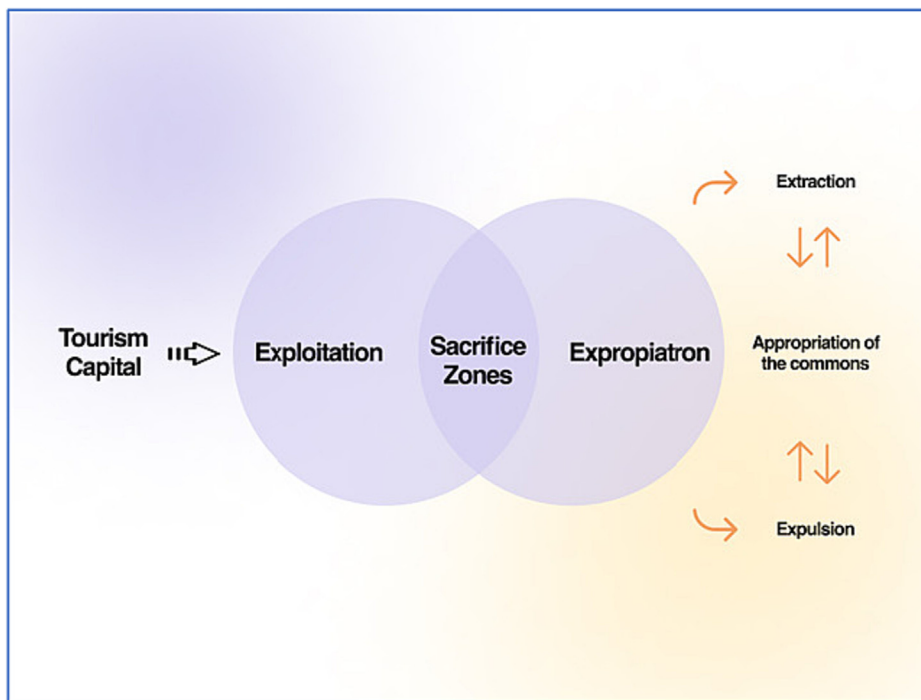 Extraction
Tourism
Capital
Exploitation
Sacrifice
Zones
Expropiatron
Appropriation of
the commons
Expulsion